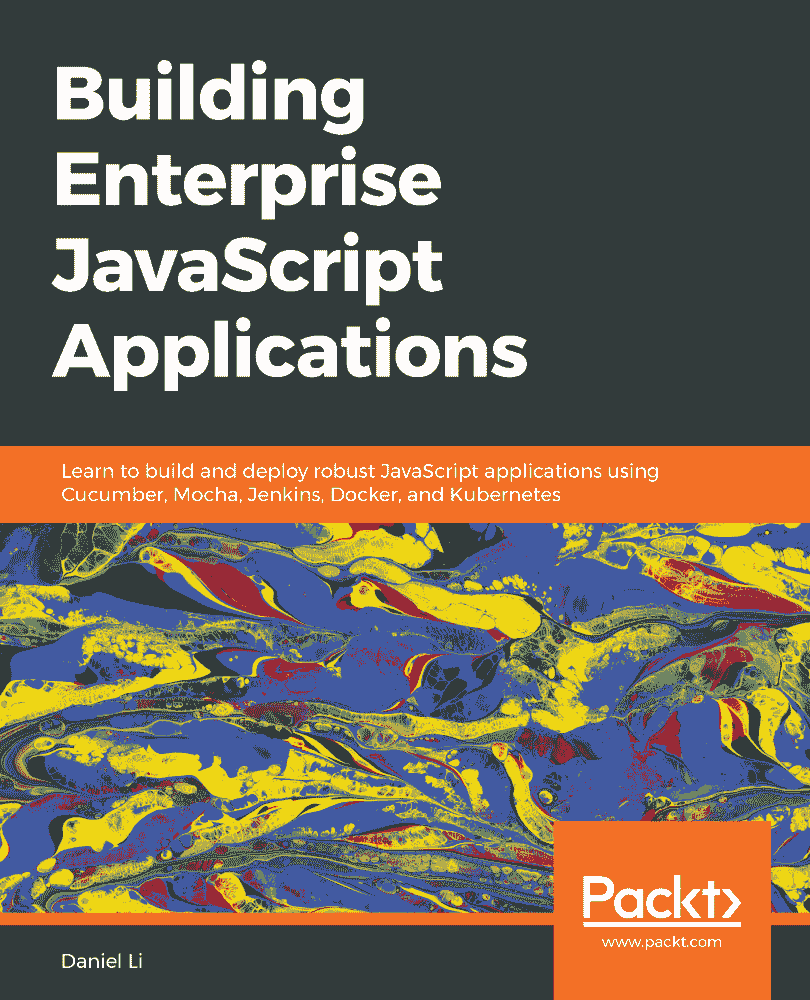 Building
Enterprise
JavaScript
Applications
Learn to build and deploy robust JavaScript applications using
Cucumber, Mocha, Jenkins, Docker, and Kubernetes
Packt>
www.packt.com
Daniel Li